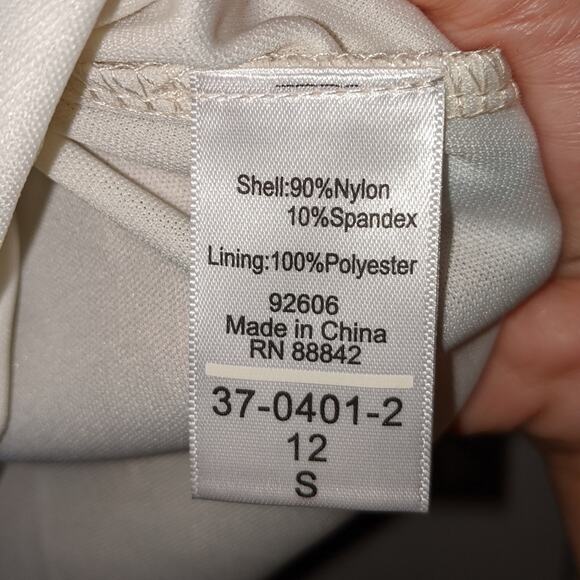 Shell:90%Nylon
10%Spandex
Lining:100%Polyester
92606
Made in China
RN 88842
37-0401-2
12
S